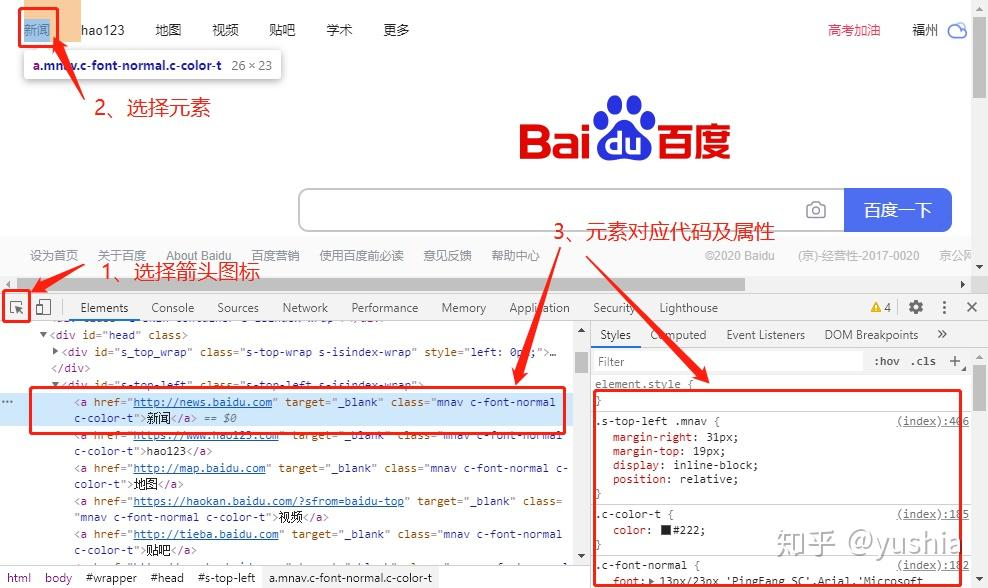 新闻 hao123 地图 视频 贴吧 学术 更多 高考加油 福州
a.mnav.c-font-normal.c-color-t 26 × 23
2、选择元素
Bai du 百度
百度一下
3、元素对应代码及属性
设为首页 关于百度 About Baidu 百度营销 使用百度前必读 意见反馈 帮助中心 ©2020 Baidu (京)-经营性-2017-0020 京公网
1、选择箭头图标
Elements Console Sources Network Performance Memory Application Security Lighthouse 4
<div id="head" class>
<div id="s_top_wrap" class="s-top-wrap s-isindex-wrap" style="left: 0px;">…
</div>
<div id="s-top-left" class="s-top-left s-isindex-wrap">
<a href="http://news.baidu.com" target="_blank" class="mnav c-font-normal
c-color-t">新闻</a> == $0
<a href="https://www.hao123.com" target="_blank" class="mnav c-font-normal
c-color-t">hao123</a>
<a href="http://map.baidu.com" target="_blank" class="mnav c-font-normal c-
color-t">地图</a>
<a href="https://haokan.baidu.com/?sfrom=baidu-top" target="_blank" class=
"mnav c-font-normal c-color-t">视频</a>
<a href="http://tieba.baidu.com" target="_blank" class="mnav c-font-normal
c-color-t">贴吧</a>
html body #wrapper #head #s-top-left a.mnav.c-font-normal.c-color-t
Styles Computed Event Listeners DOM Breakpoints »
Filter :hov .cls +
element.style {
}
.s-top-left .mnav { (index):406
margin-right: 31px;
margin-top: 19px;
display: inline-block;
position: relative;
}
.c-color-t { (index):185
color: #222;
}
.c-font-normal { (index):182
font: 13px/23px 'PingFang SC',Arial,'Microsoft
知乎 @yushia